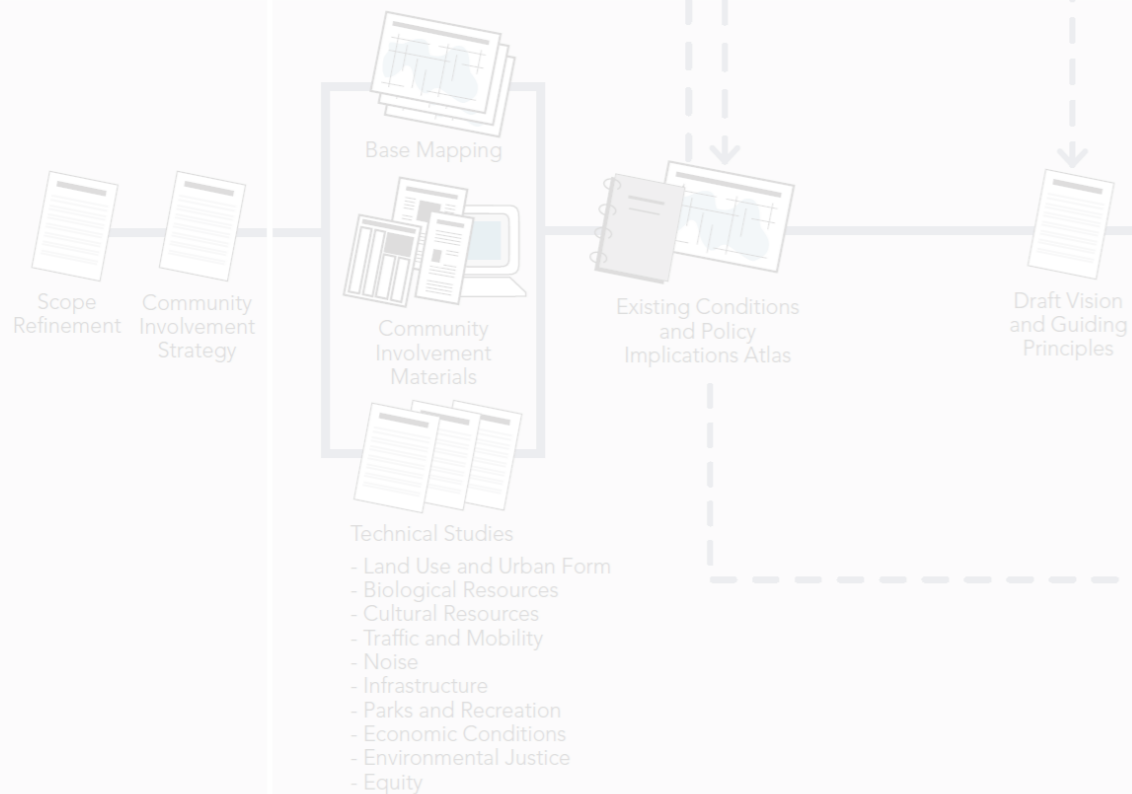 Base Mapping
Scope
Refinement
Community
Involvement
Strategy
Community
Involvement
Materials
Existing Conditions
and Policy
Implications Atlas
Draft Vision
and Guiding
Principles
Technical Studies
- Land Use and Urban Form
- Biological Resources
- Cultural Resources
- Traffic and Mobility
- Noise
- Infrastructure
- Parks and Recreation
- Economic Conditions
- Environmental Justice
- Equity